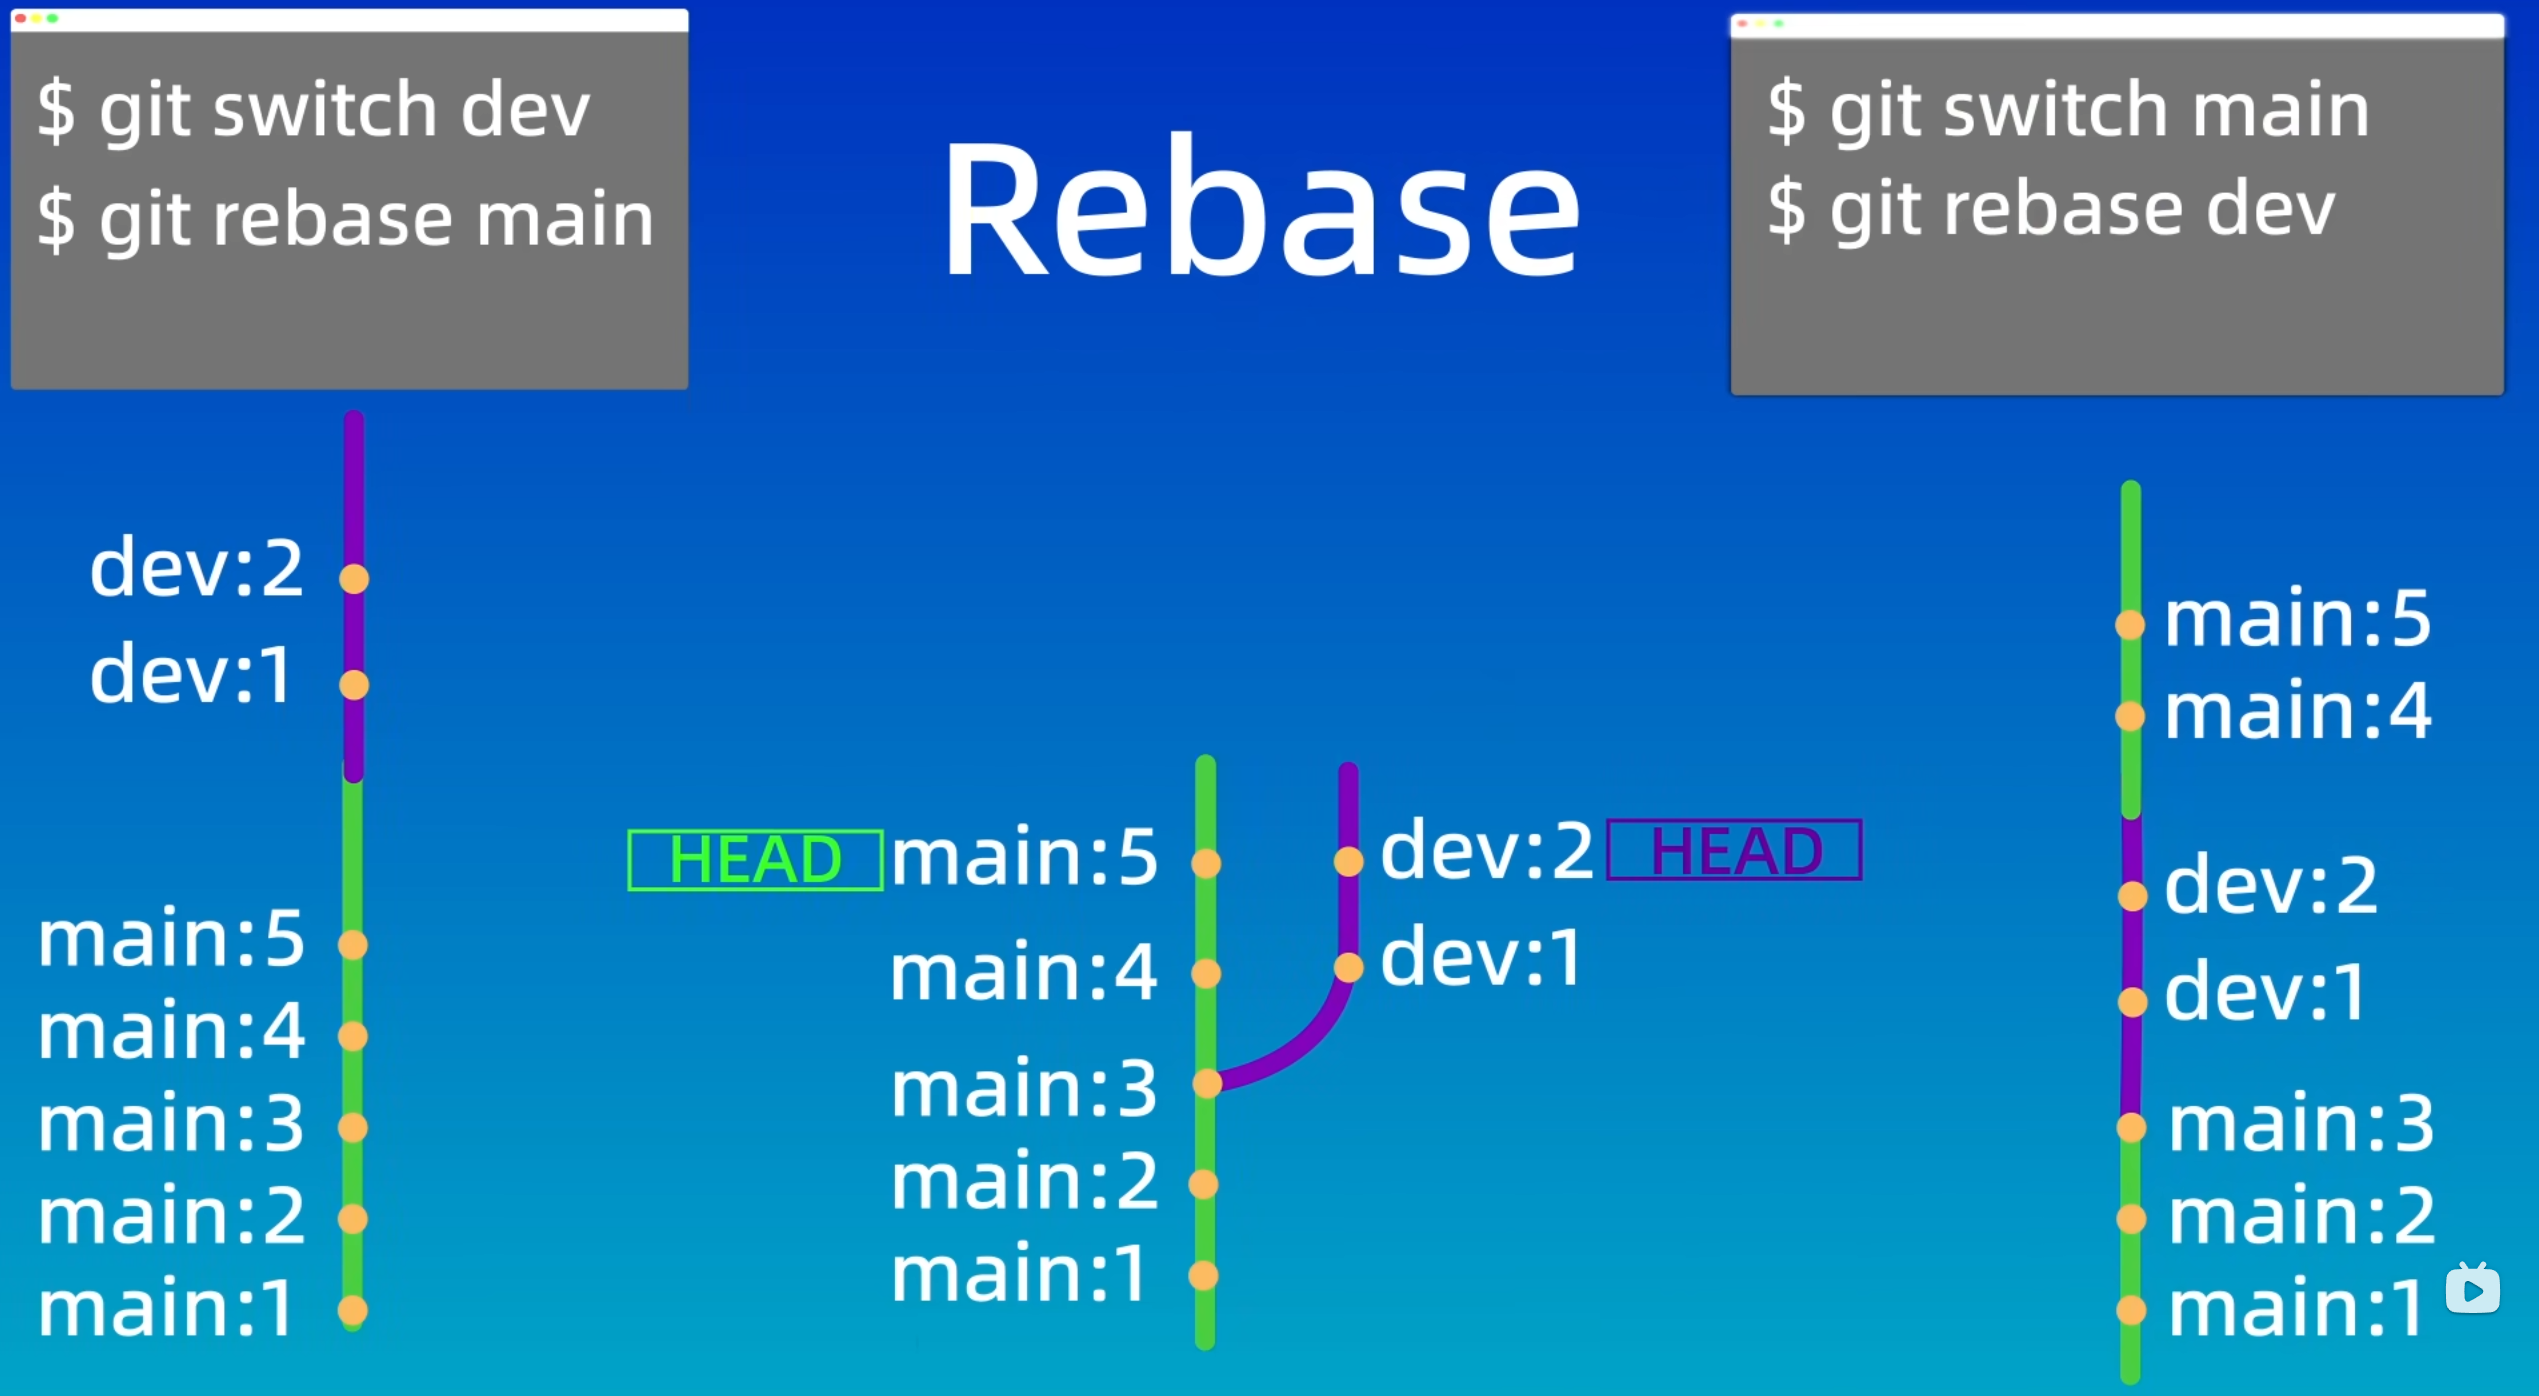 $ git switch dev
$ git rebase main
Rebase
$ git switch main
$ git rebase dev
dev:2
dev:1
main:5
main:4
main:3
main:2
main:1
HEAD main:5
main:4
main:3
main:2
main:1
dev:2 HEAD
dev:1
main:5
main:4
dev:2
dev:1
main:3
main:2
main:1